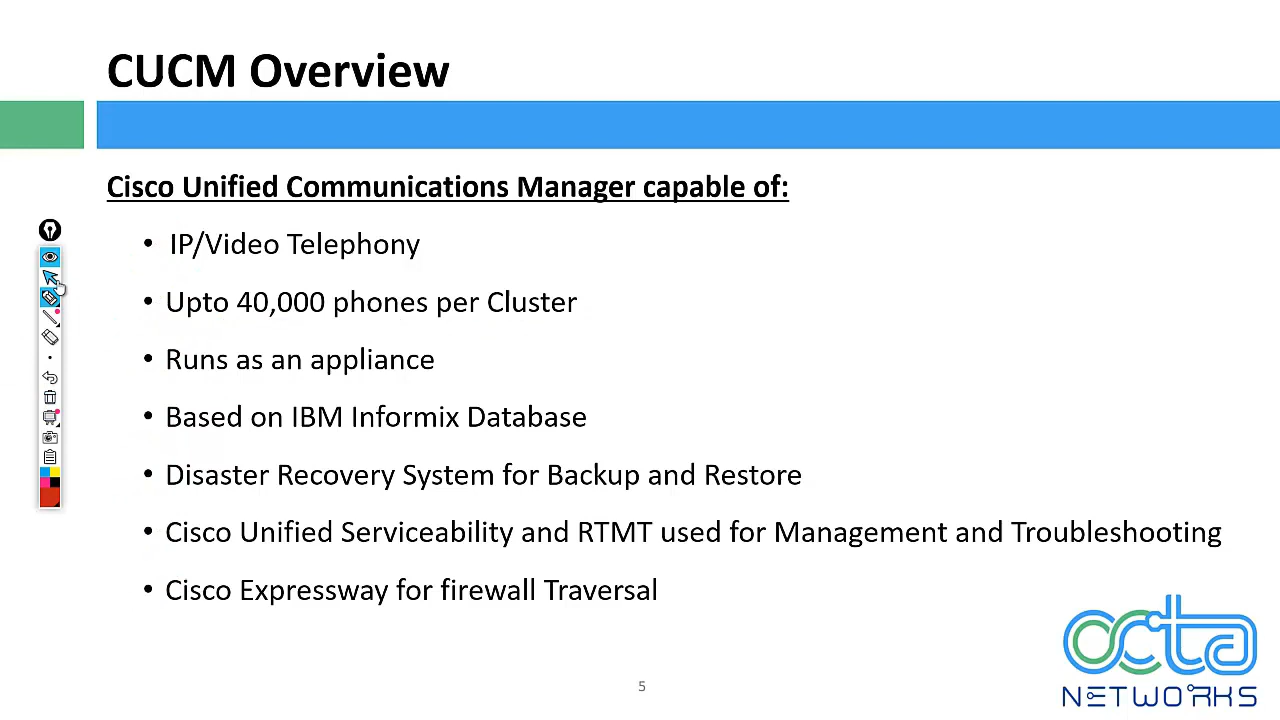 CUCM Overview
Cisco Unified Communications Manager capable of:
• IP/Video Telephony
• Upto 40,000 phones per Cluster
• Runs as an appliance
• Based on IBM Informix Database
• Disaster Recovery System for Backup and Restore
• Cisco Unified Serviceability and RTMT used for Management and Troubleshooting
• Cisco Expressway for firewall Traversal
octa
NETWORKS
5